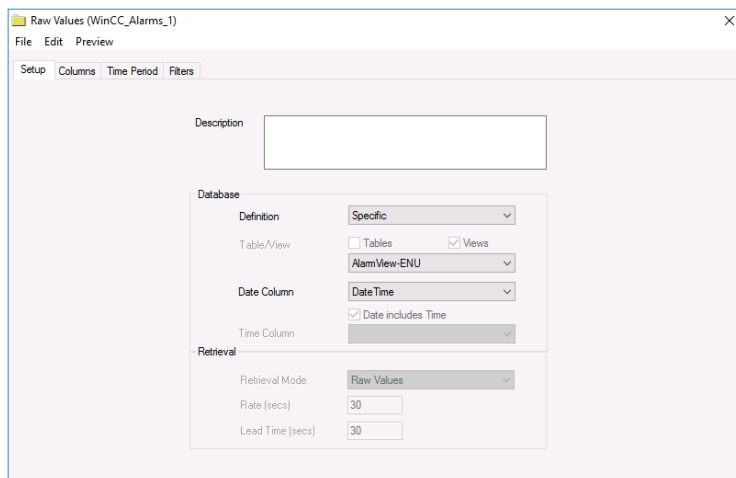 Raw Values (WinCC_Alarms_1)
File Edit Preview
Setup Columns Time Period Filters
Description
Database
Definition Specific
Table/View Tables Views
AlarmView-ENU
Date Column DateTime
Date includes Time
Time Column
Retrieval
Retrieval Mode Raw Values
Rate (secs) 30
Lead Time (secs) 30